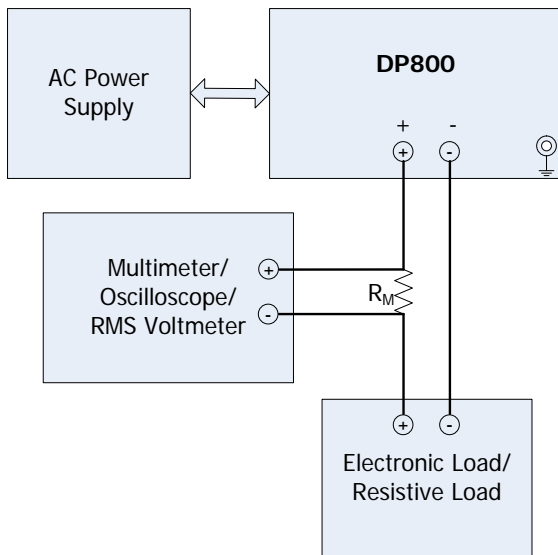 AC Power
Supply
DP800
+ -
+ -
Multimeter/
Oscilloscope/
RMS Voltmeter
+
-
RM
+ -
Electronic Load/
Resistive Load